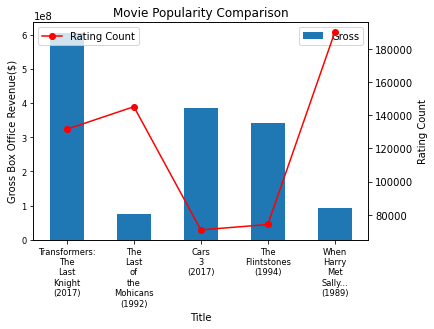 Movie Popularity Comparison
1e8
Rating Count
Gross
6
5
4
3
2
1
0
Gross Box Office Revenue($)
180000
160000
140000
120000
100000
80000
Rating Count
Transformers:
The
Last
Knight
(2017)
The
Last
of
the
Mohicans
(1992)
Cars
3
(2017)
The
Flintstones
(1994)
When
Harry
Met
Sally...
(1989)
Title